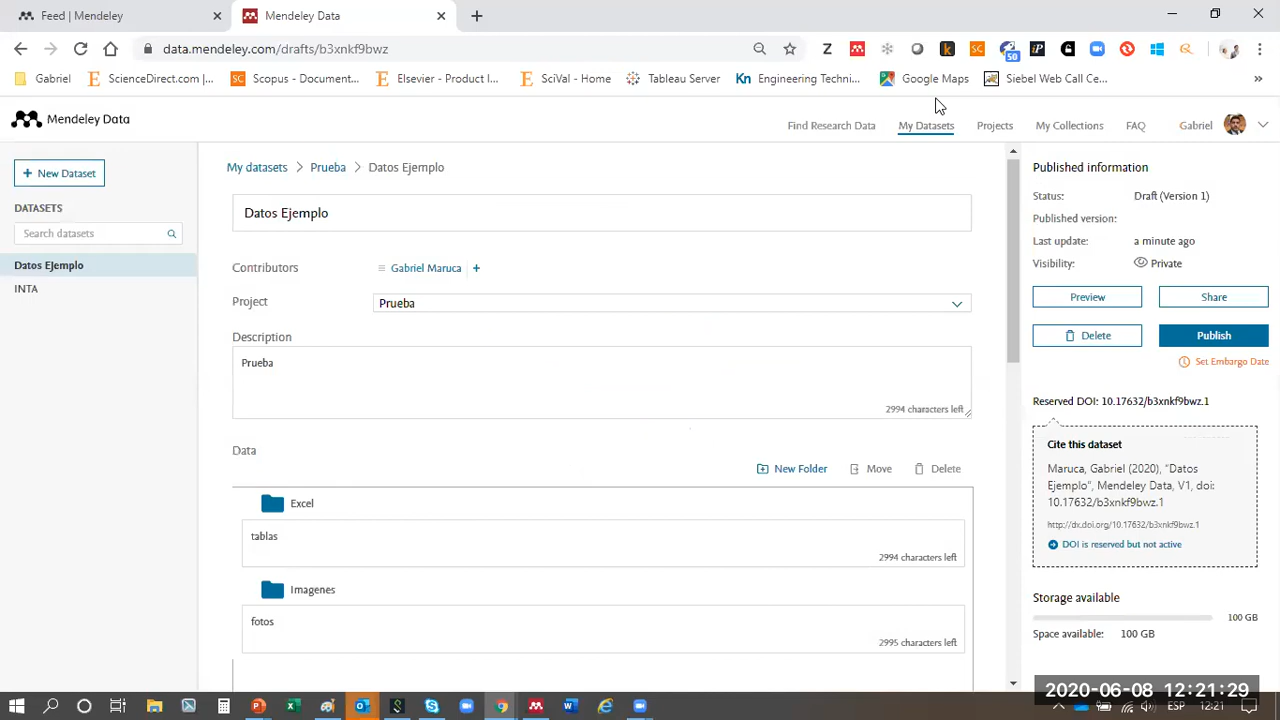 Feed | Mendeley
Mendeley Data
data.mendeley.com/drafts/b3xnkf9bwz
50
Gabriel
ScienceDirect.com |...
Scopus - Document...
Elsevier - Product I...
SciVal - Home
Tableau Server
Kn Engineering Techni...
Google Maps
Siebel Web Call Ce...
Mendeley Data
Find Research Data
My Datasets
Projects
My Collections
FAQ
Gabriel
+ New Dataset
DATASETS
Search datasets
Datos Ejemplo
INTA
My datasets > Prueba > Datos Ejemplo
Datos Ejemplo
Contributors
Gabriel Maruca +
Project
Prueba
Description
Prueba
2994 characters left
Data
New Folder
Move
Delete
Excel
tablas
2994 characters left
Imagenes
fotos
2995 characters left
Published information
Status: Draft (Version 1)
Published version:
Last update: a minute ago
Visibility: Private
Preview
Share
Delete
Publish
Set Embargo Date
Reserved DOI: 10.17632/b3xnkf9bwz.1
Cite this dataset
Maruca, Gabriel (2020), “Datos
Ejemplo”, Mendeley Data, V1, doi:
10.17632/b3xnkf9bwz.1
http://dx.doi.org/10.17632/b3xnkf9bwz.1
DOI is reserved but not active
Storage available
100 GB
Space available: 100 GB
2020-06-08 12:21:29
ESP
12:21